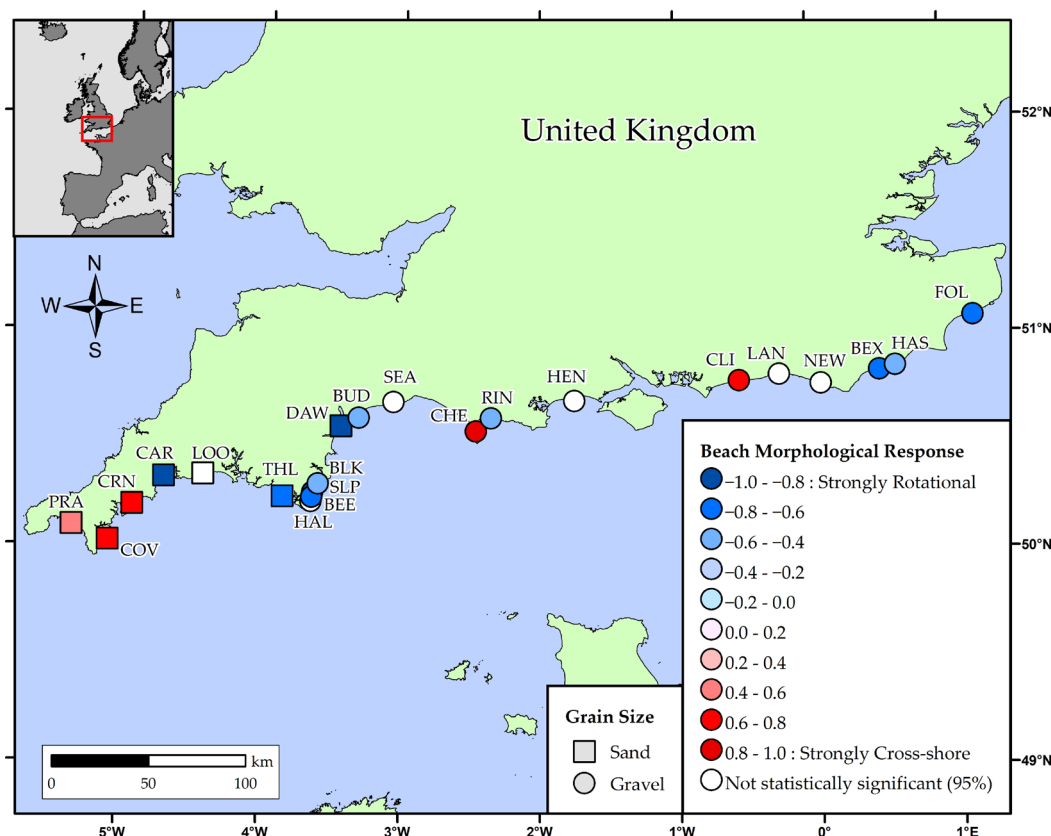 United Kingdom
52°N
N
W E
S
51°N
FOL
HAS
BEX
NEW
LAN
CLI
HEN
RIN
CHE
SEA
BUD
DAW
BLK
SLP
BEE
HAL
THL
LOO
CAR
CRN
PRA
COV
50°N
49°N
Beach Morphological Response
−1.0 - −0.8 : Strongly Rotational
−0.8 - −0.6
−0.6 - −0.4
−0.4 - −0.2
−0.2 - 0.0
0.0 - 0.2
0.2 - 0.4
0.4 - 0.6
0.6 - 0.8
0.8 - 1.0 : Strongly Cross-shore
Not statistically significant (95%)
Grain Size
Sand
Gravel
km
0 50 100
5°W 4°W 3°W 2°W 1°W 0° 1°E